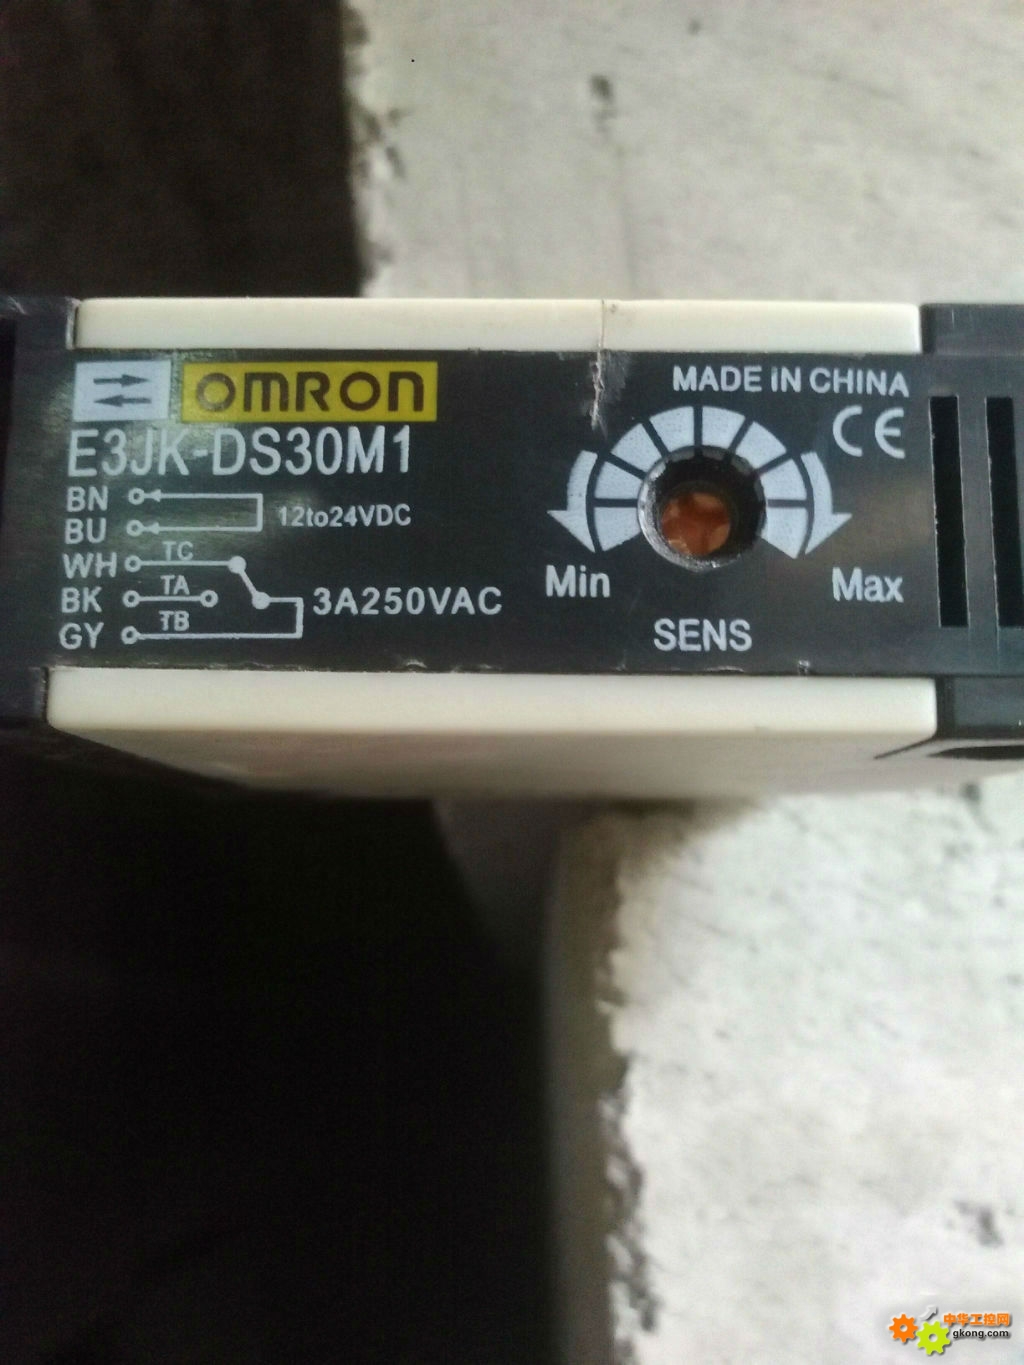 OMRON
MADE IN CHINA
CE
E3JK-DS30M1
BN
BU
12to24VDC
WH TC
BK TA
GY TB
3A250VAC
Min
Max
SENS
中华工控网
gkong.com